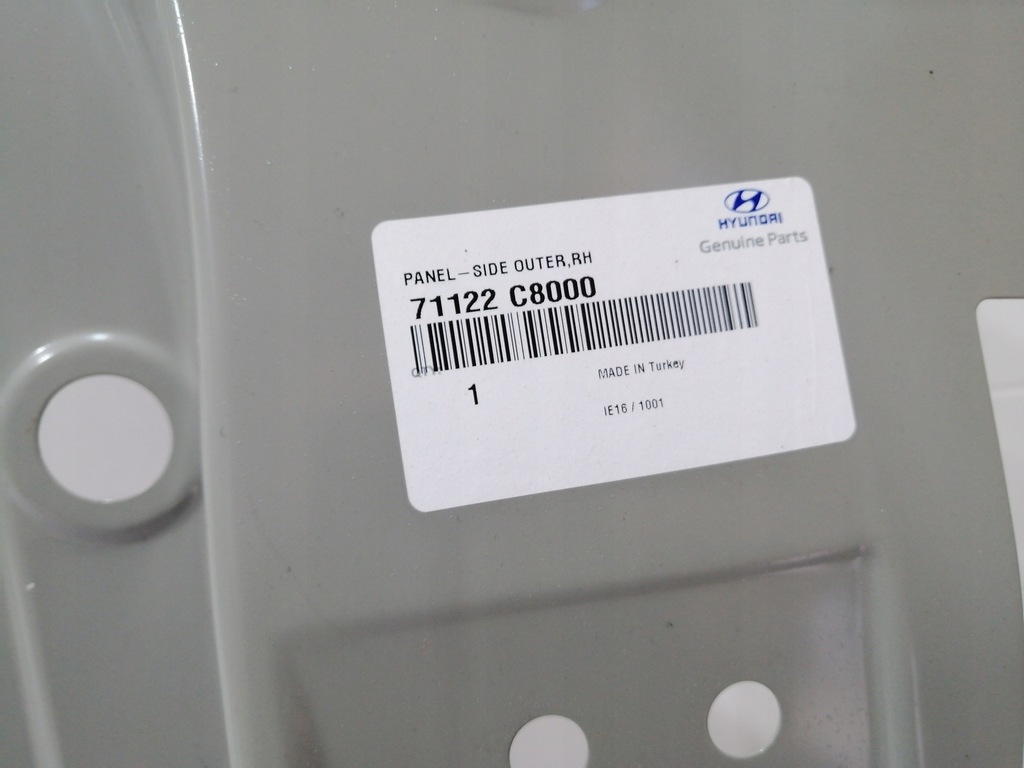 HYUNDAI
Genuine Parts
PANEL-SIDE OUTER,RH
71122 C8000
MADE IN Turkey
1
IE16 / 1001